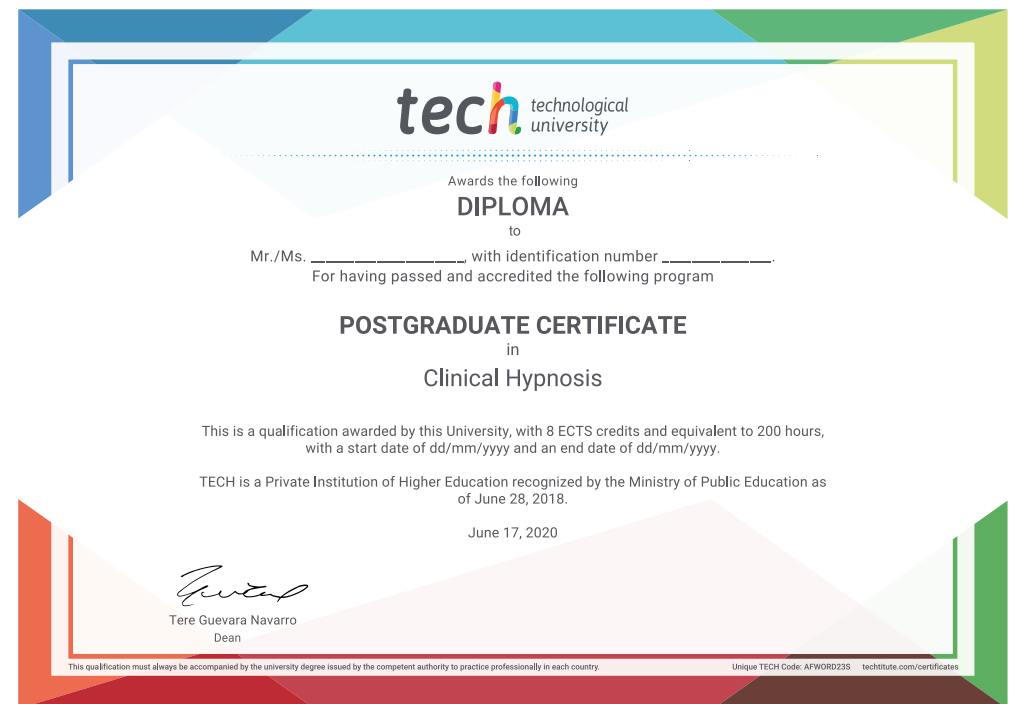 tech technological
university
Awards the following
DIPLOMA
to
Mr./Ms. ____________________, with identification number ______________.
For having passed and accredited the following program
POSTGRADUATE CERTIFICATE
in
Clinical Hypnosis
This is a qualification awarded by this University, with 8 ECTS credits and equivalent to 200 hours,
with a start date of dd/mm/yyyy and an end date of dd/mm/yyyy.
TECH is a Private Institution of Higher Education recognized by the Ministry of Public Education as
of June 28, 2018.
June 17, 2020
Tere Guevara Navarro
Dean
This qualification must always be accompanied by the university degree issued by the competent authority to practice professionally in each country. Unique TECH Code: AFWORD23S techtitute.com/certificates